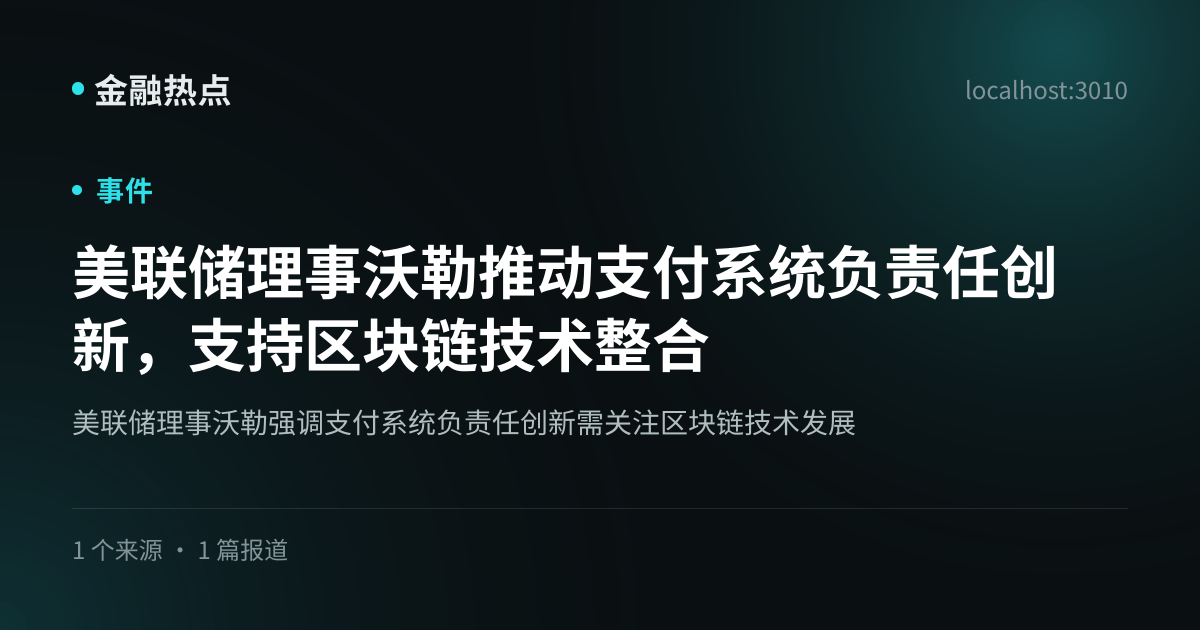 金融热点
localhost:3010
事件
美联储理事沃勒推动支付系统负责任创
新，支持区块链技术整合
美联储理事沃勒强调支付系统负责任创新需关注区块链技术发展
1 个来源 · 1 篇报道